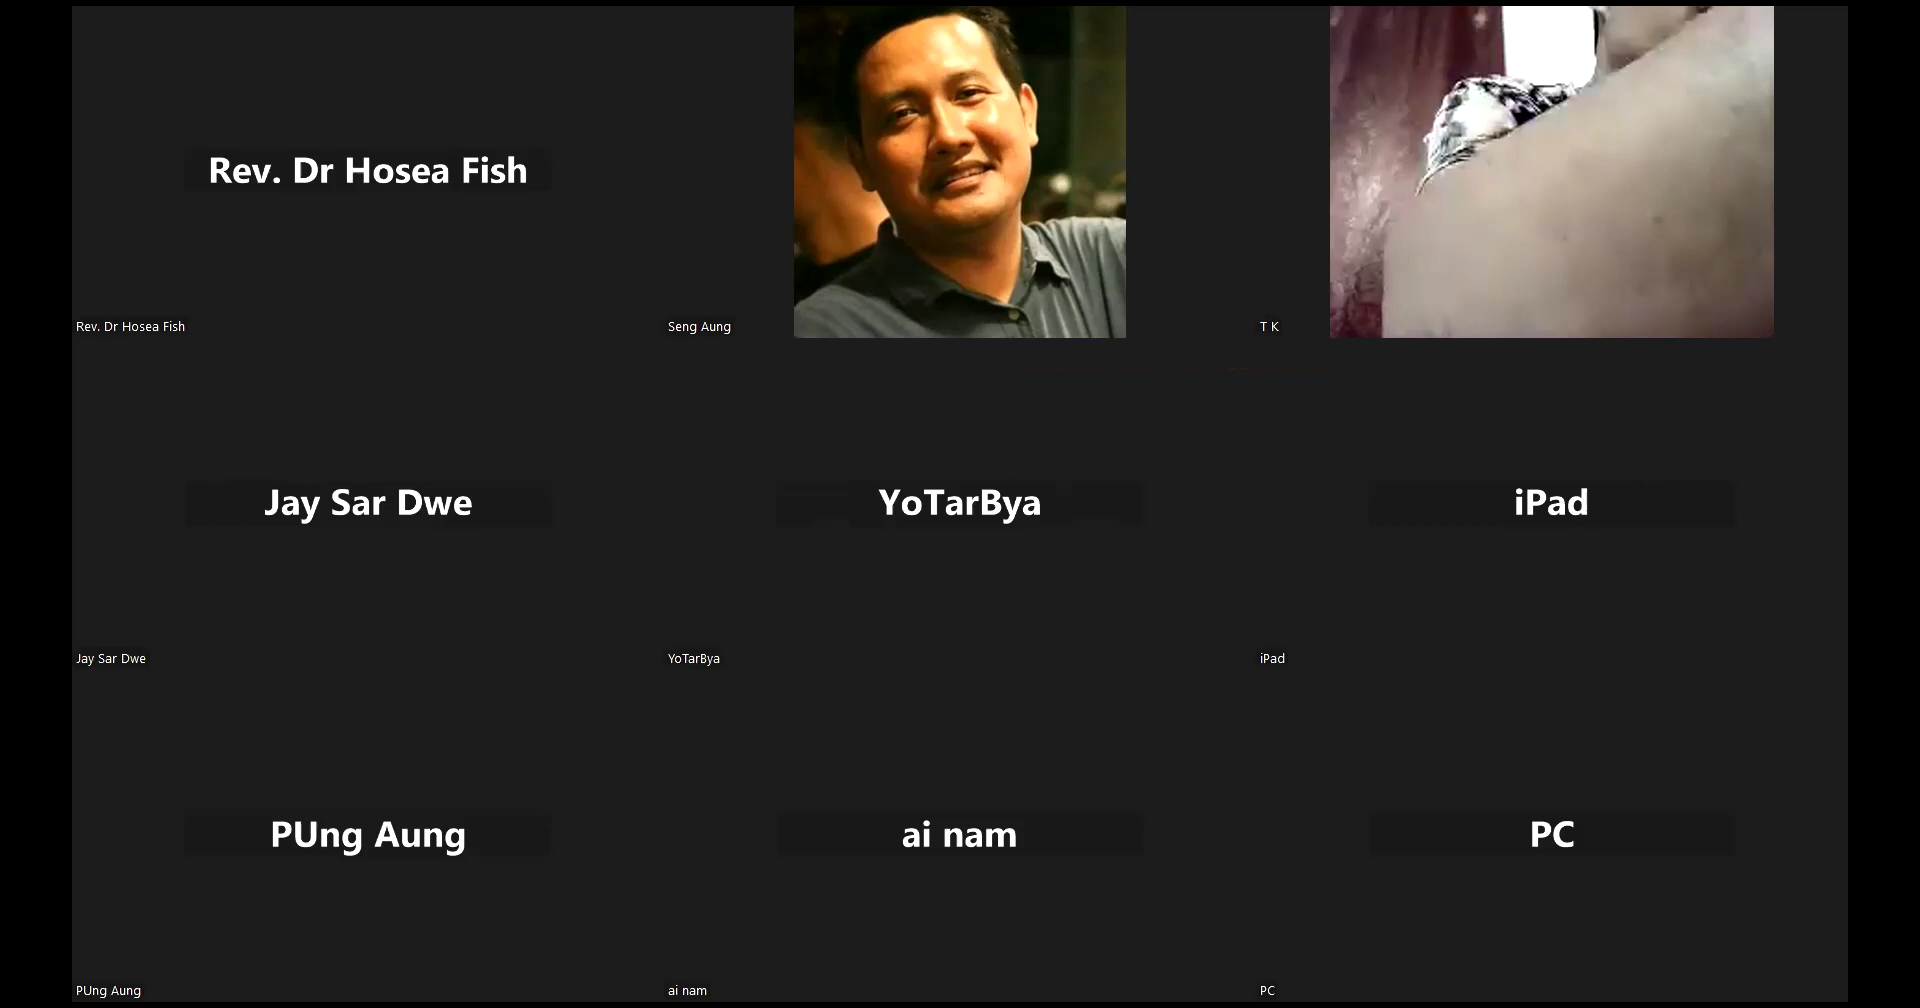 Rev. Dr Hosea Fish
Rev. Dr Hosea Fish
Seng Aung
T K
Jay Sar Dwe
YoTarBya
iPad
Jay Sar Dwe
YoTarBya
iPad
PUng Aung
ai nam
PC
PUng Aung
ai nam
PC